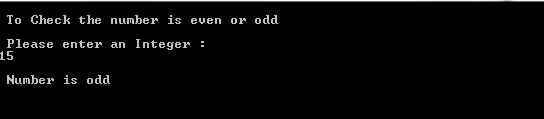 To Check the number is even or odd
Please enter an Integer :
15
Number is odd